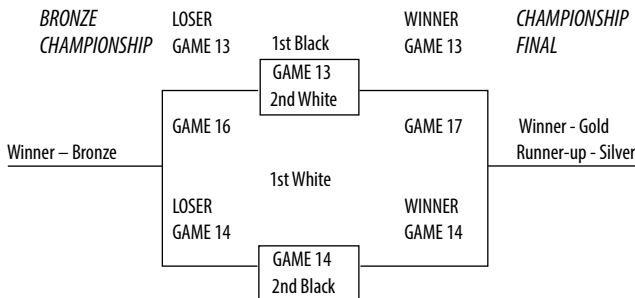 BRONZE
CHAMPIONSHIP
LOSER
GAME 13
1st Black
GAME 13
2nd White
WINNER
GAME 13
CHAMPIONSHIP
FINAL
GAME 16
GAME 17
Winner – Bronze
Winner - Gold
Runner-up - Silver
1st White
LOSER
GAME 14
WINNER
GAME 14
GAME 14
2nd Black